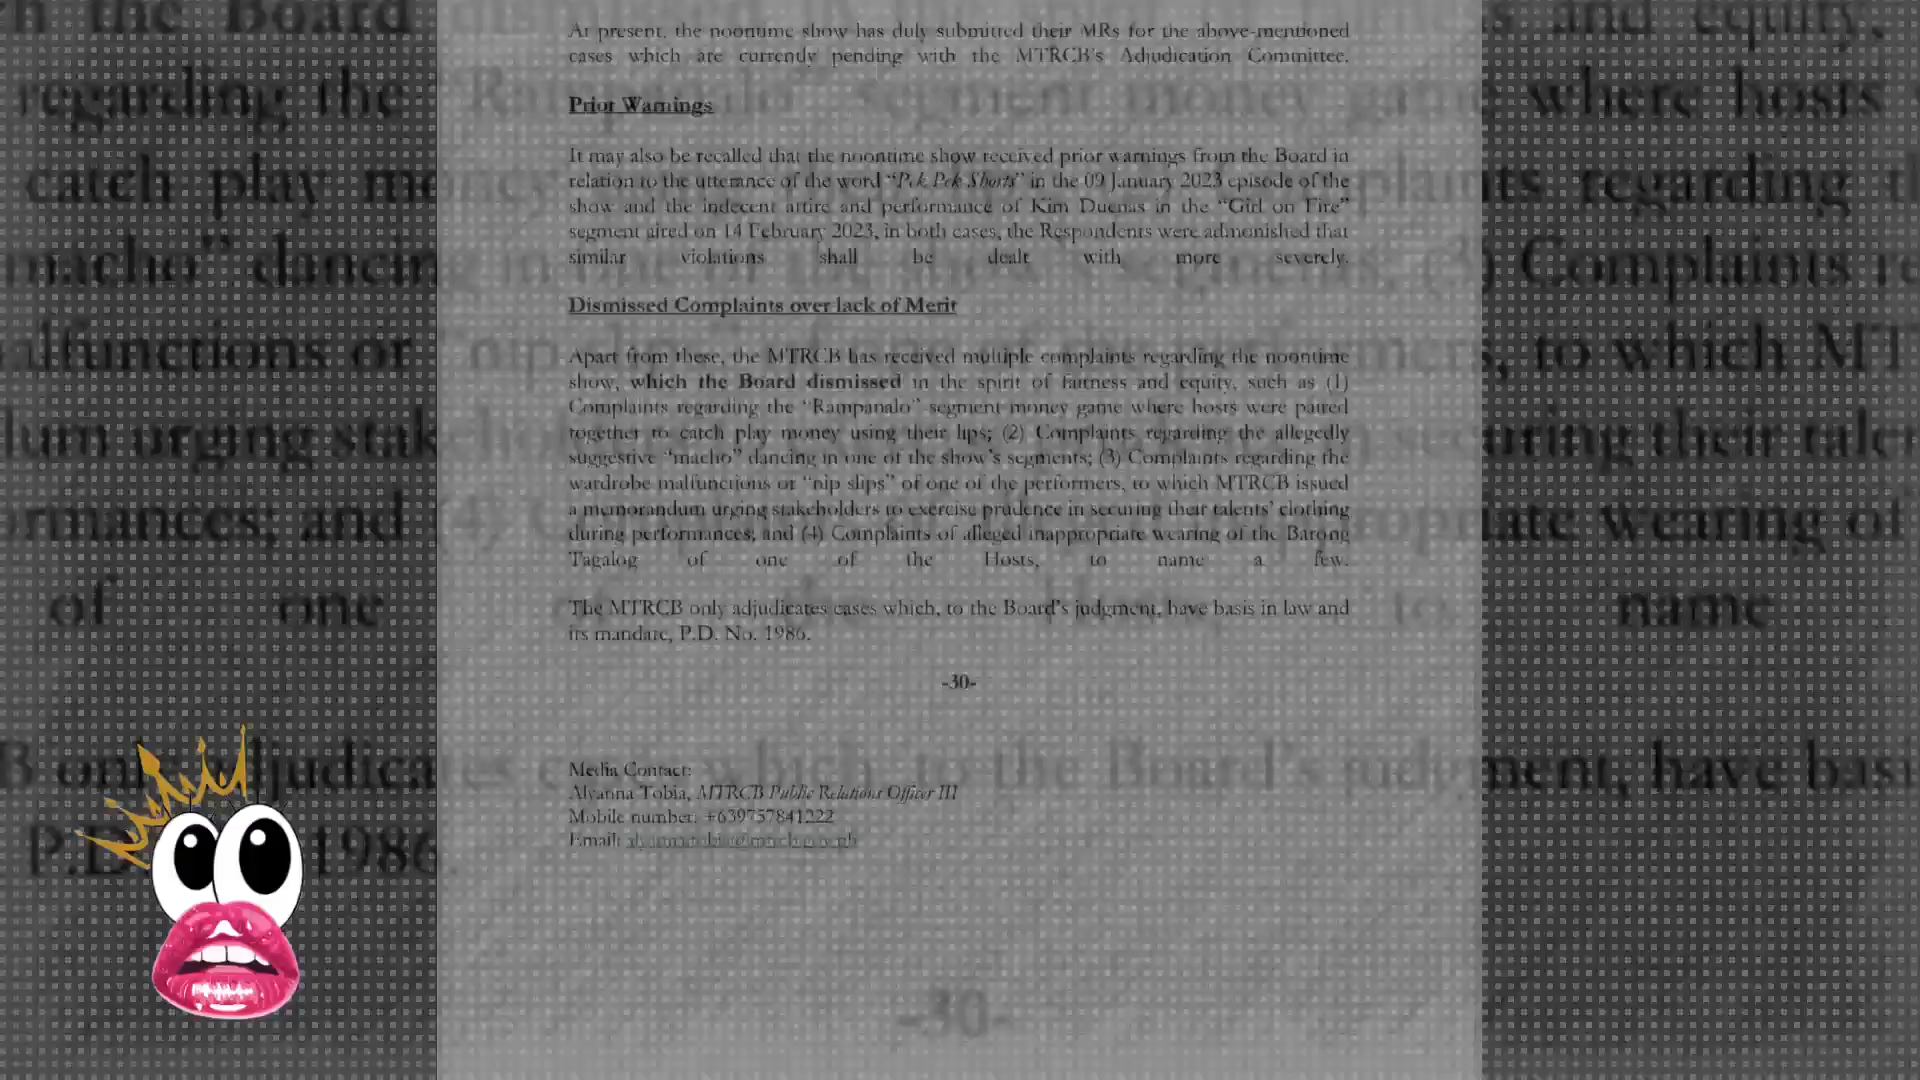 At present, the noontime show has duly submitted their MRs for the above-mentioned
cases which are currently pending with the MTRCB's Adjudication Committee.
Prior Warnings
It may also be recalled that the noontime show received prior warnings from the Board in
relation to the utterance of the word “Pek Pek Shorts” in the 09 January 2023 episode of the
show and the indecent attire and performance of Kim Duenas in the “Girl on Fire”
segment aired on 14 February 2023, in both cases, the Respondents were admonished that
similar violations shall be dealt with more severely.
Dismissed Complaints over lack of Merit
Apart from these, the MTRCB has received multiple complaints regarding the noontime
show, which the Board dismissed in the spirit of fairness and equity, such as (1)
Complaints regarding the “Rampanalo” segment money game where hosts were paired
together to catch play money using their lips; (2) Complaints regarding the allegedly
suggestive “macho” dancing in one of the show's segments; (3) Complaints regarding the
wardrobe malfunctions or “nip slips” of one of the performers, to which MTRCB issued
a memorandum urging stakeholders to exercise prudence in securing their talents' clothing
during performances; and (4) Complaints of alleged inappropriate wearing of the Barong
Tagalog of one of the Hosts, to name a few.
The MTRCB only adjudicates cases which, to the Board's judgment, have basis in law and
its mandate, P.D. No. 1986.
-30-
Media Contact:
Alyanna Tobia, MTRCB Public Relations Officer III
Mobile number: +639757841222
Email: